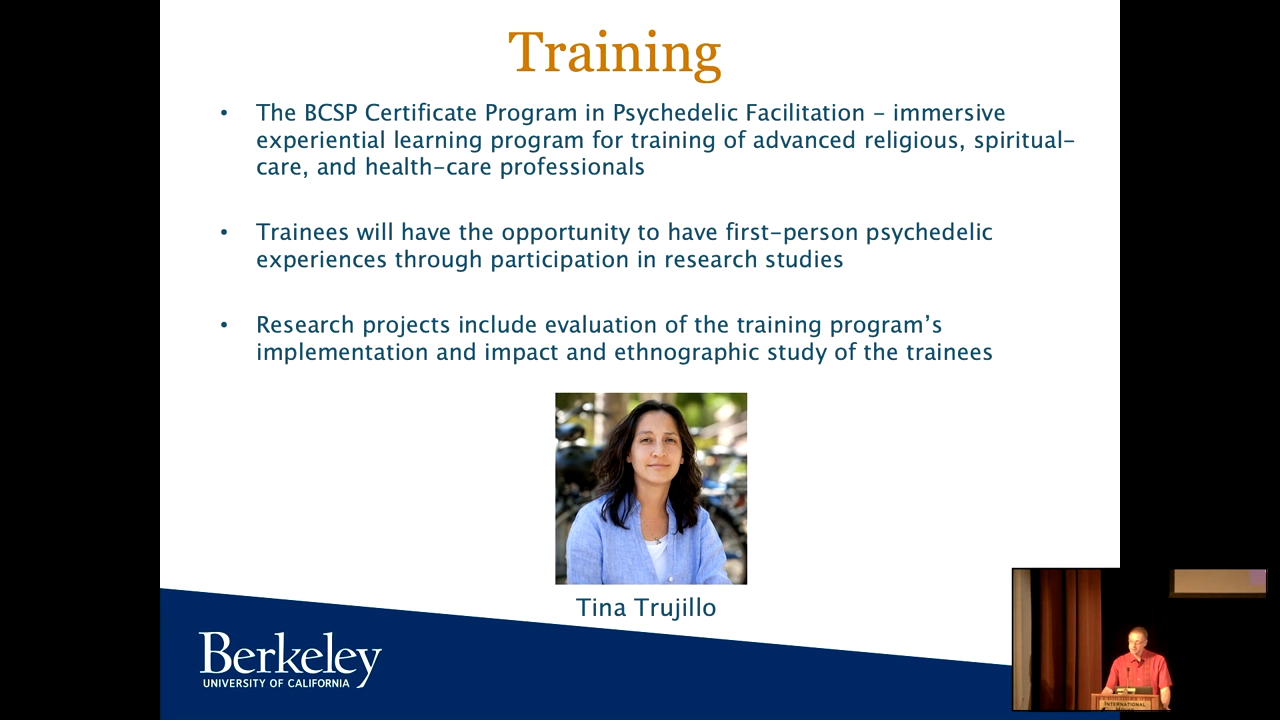 Training
• The BCSP Certificate Program in Psychedelic Facilitation – immersive
experiential learning program for training of advanced religious, spiritual-
care, and health-care professionals
• Trainees will have the opportunity to have first-person psychedelic
experiences through participation in research studies
• Research projects include evaluation of the training program’s
implementation and impact and ethnographic study of the trainees
Tina Trujillo
Berkeley
UNIVERSITY OF CALIFORNIA
INTERNATIONAL